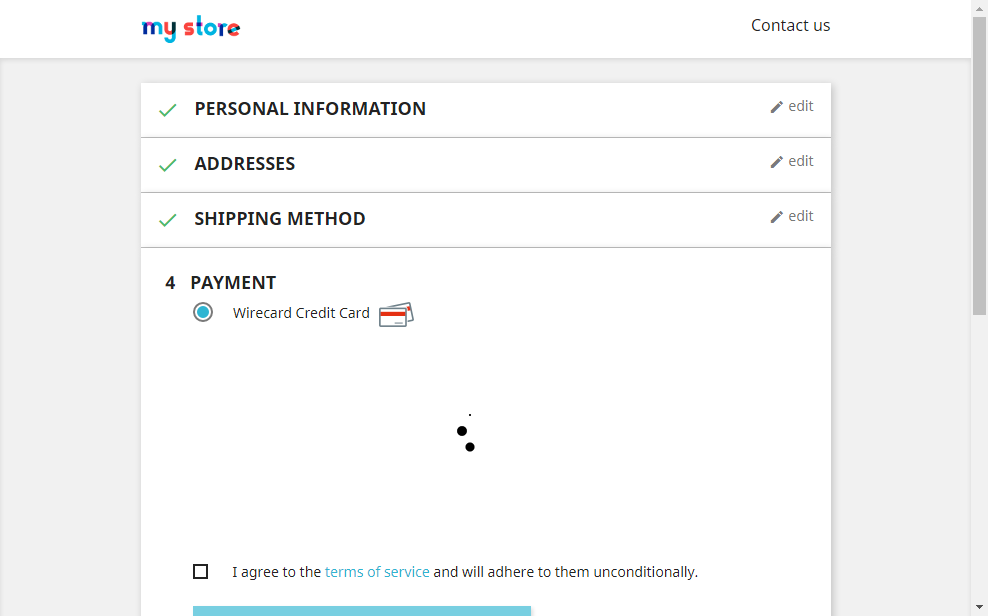 my store
Contact us
PERSONAL INFORMATION
edit
ADDRESSES
edit
SHIPPING METHOD
edit
4 PAYMENT
Wirecard Credit Card
I agree to the terms of service and will adhere to them unconditionally.